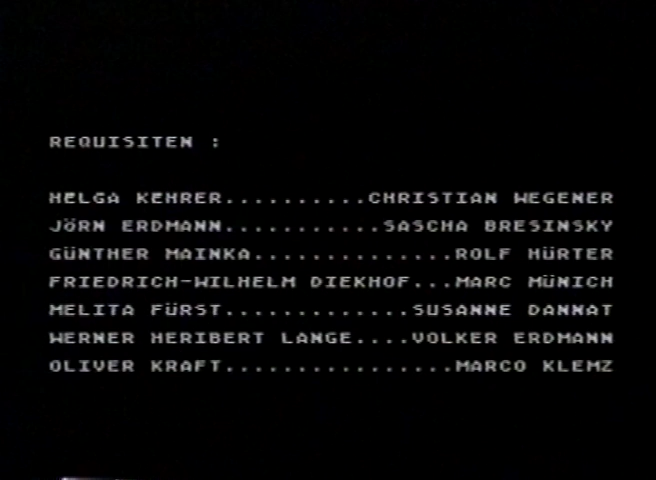 REQUISITEN :
HELGA KEHRER..........CHRISTIAN WEGENER
JÖRN ERDMANN...........SASCHA BRESINSKY
GÜNTHER MAINKA..............ROLF HÜRTER
FRIEDRICH-WILHELM DIEKHOF...MARC MÜNICH
MELITA FÜRST.............SUSANNE DANNAT
WERNER HERIBERT LANGE....VOLKER ERDMANN
OLIVER KRAFT................MARCO KLEMZ